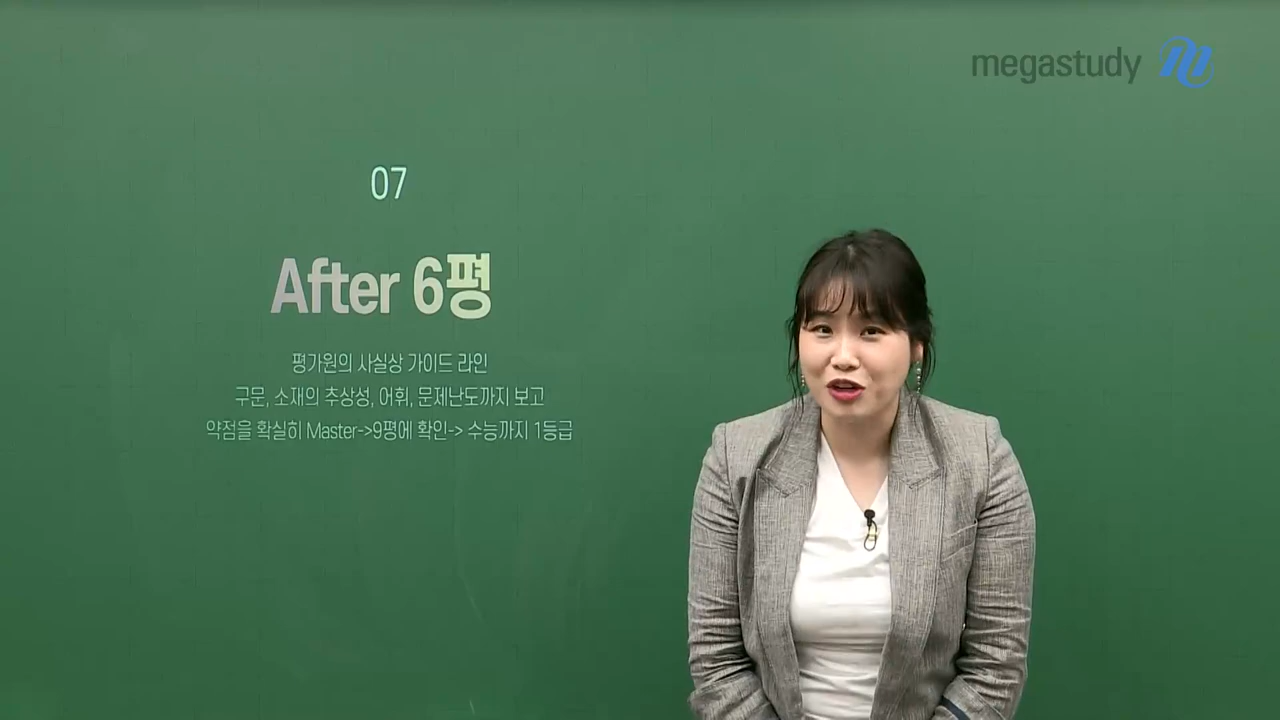 megastudy
07
After 6평
평가원의 사실상 가이드 라인
구문, 소재의 추상성, 어휘, 문제난도까지 보고
약점을 확실히 Master->9평에 확인-> 수능까지 1등급